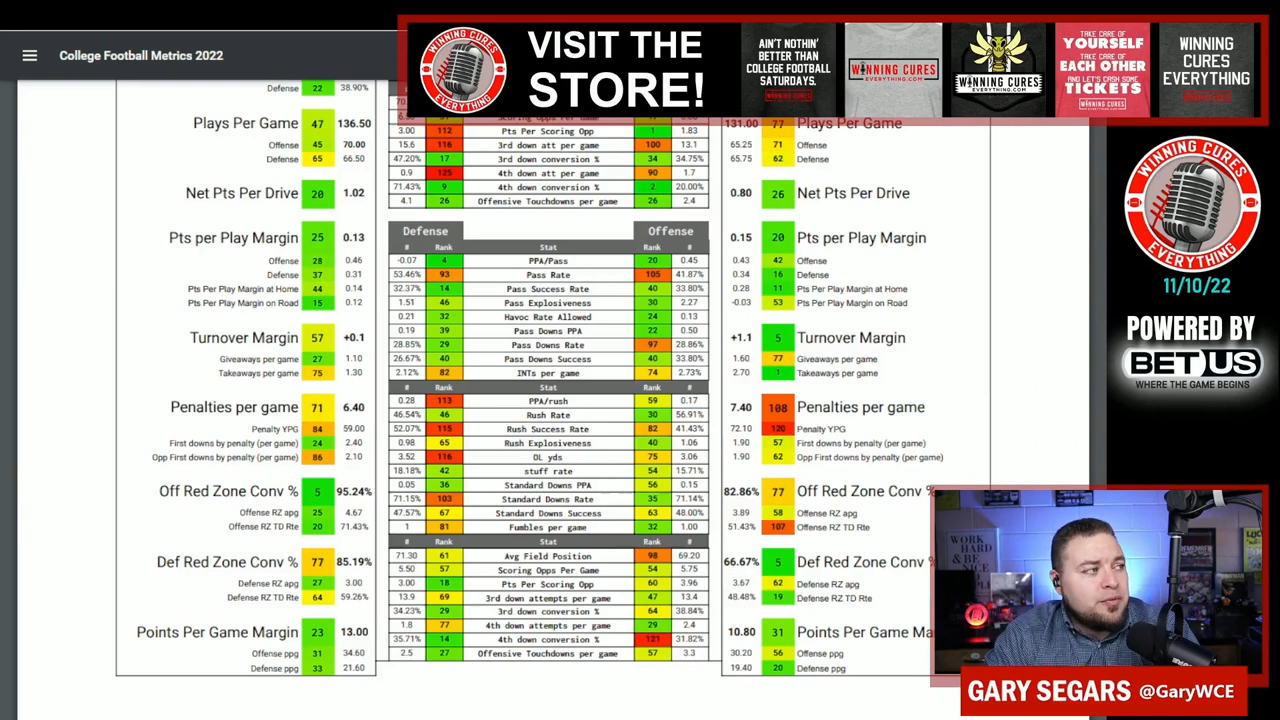 College Football Metrics 2022
WINNING CURES EVERYTHING
VISIT THE STORE!
AIN'T NOTHIN' BETTER THAN COLLEGE FOOTBALL SATURDAYS.
WINNING CURES EVERYTHING.COM
WINNING CURES EVERYTHING.COM
TAKE CARE OF YOURSELF TAKE CARE OF EACH OTHER AND LET'S CASH SOME TICKETS
WINNING CURES EVERYTHING
Defense 22 38.90%
Plays Per Game 47 136.50
Offense 45 70.00
Defense 65 66.50
Net Pts Per Drive 20 1.02
Pts per Play Margin 25 0.13
Offense 28 0.46
Defense 37 0.31
Pts Per Play Margin at Home 44 0.14
Pts Per Play Margin on Road 15 0.12
Turnover Margin 57 +0.1
Giveaways per game 27 1.10
Takeaways per game 75 1.30
Penalties per game 71 6.40
Penalty YPG 84 59.00
First downs by penalty (per game) 24 2.40
Opp First downs by penalty (per game) 86 2.10
Off Red Zone Conv % 5 95.24%
Offense RZ apg 25 4.67
Offense RZ TD Rte 20 71.43%
Def Red Zone Conv % 77 85.19%
Defense RZ apg 27 3.00
Defense RZ TD Rte 64 59.26%
Points Per Game Margin 23 13.00
Offense ppg 31 34.60
Defense ppg 33 21.60
3.00 112 Pts Per Scoring Opp 1 1.83
15.6 116 3rd down att per game 100 13.1
47.20% 17 3rd down conversion % 34 34.75%
0.9 125 4th down att per game 90 1.7
71.43% 9 4th down conversion % 2 20.00%
4.1 26 Offensive Touchdowns per game 26 2.4
Defense Offense
# Rank Stat Rank #
-0.07 4 PPA/Pass 20 0.45
53.46% 93 Pass Rate 105 41.87%
32.37% 14 Pass Success Rate 40 33.80%
1.51 46 Pass Explosiveness 30 2.27
0.21 32 Havoc Rate Allowed 24 0.13
0.19 39 Pass Downs PPA 22 0.50
28.85% 29 Pass Downs Rate 97 28.86%
26.67% 40 Pass Downs Success 40 33.80%
2.12% 82 INTs per game 74 2.73%
# Rank Stat Rank #
0.28 113 PPA/rush 59 0.17
46.54% 46 Rush Rate 30 56.91%
52.07% 115 Rush Success Rate 82 41.43%
0.98 65 Rush Explosiveness 40 1.06
3.52 116 OL yds 75 3.06
18.18% 42 stuff rate 54 15.71%
0.05 36 Standard Downs PPA 56 0.15
71.15% 103 Standard Downs Rate 35 71.14%
47.57% 67 Standard Downs Success 63 48.00%
1 81 Fumbles per game 32 1.00
# Rank Stat Rank #
71.30 61 Avg Field Position 98 69.20
5.50 57 Scoring Opps Per Game 54 5.75
3.00 18 Pts Per Scoring Opp 60 3.96
13.9 69 3rd down attempts per game 47 13.4
34.23% 29 3rd down conversion % 64 38.84%
1.8 77 4th down attempts per game 29 2.4
35.71% 14 4th down conversion % 121 31.82%
2.5 27 Offensive Touchdowns per game 57 3.3
131.00 77 Plays Per Game
65.25 71 Offense
65.75 62 Defense
0.80 26 Net Pts Per Drive
0.15 20 Pts per Play Margin
0.43 42 Offense
0.34 16 Defense
0.28 11 Pts Per Play Margin at Home
-0.03 53 Pts Per Play Margin on Road
+1.1 5 Turnover Margin
1.60 77 Giveaways per game
2.70 1 Takeaways per game
7.40 108 Penalties per game
72.10 120 Penalty YPG
1.90 57 First downs by penalty (per game)
1.90 62 Opp First downs by penalty (per game)
82.86% 77 Off Red Zone Conv %
3.89 58 Offense RZ apg
51.43% 107 Offense RZ TD Rte
66.67% 5 Def Red Zone Conv
3.67 62 Defense RZ apg
48.48% 19 Defense RZ TD Rte
10.80 31 Points Per Game Ma
30.20 56 Offense ppg
19.40 20 Defense ppg
WINNING CURES EVERYTHING
11/10/22
POWERED BY
BETUS
WHERE THE GAME BEGINS
WORK HARD & BE NICE
GARY SEGARS @GaryWCE